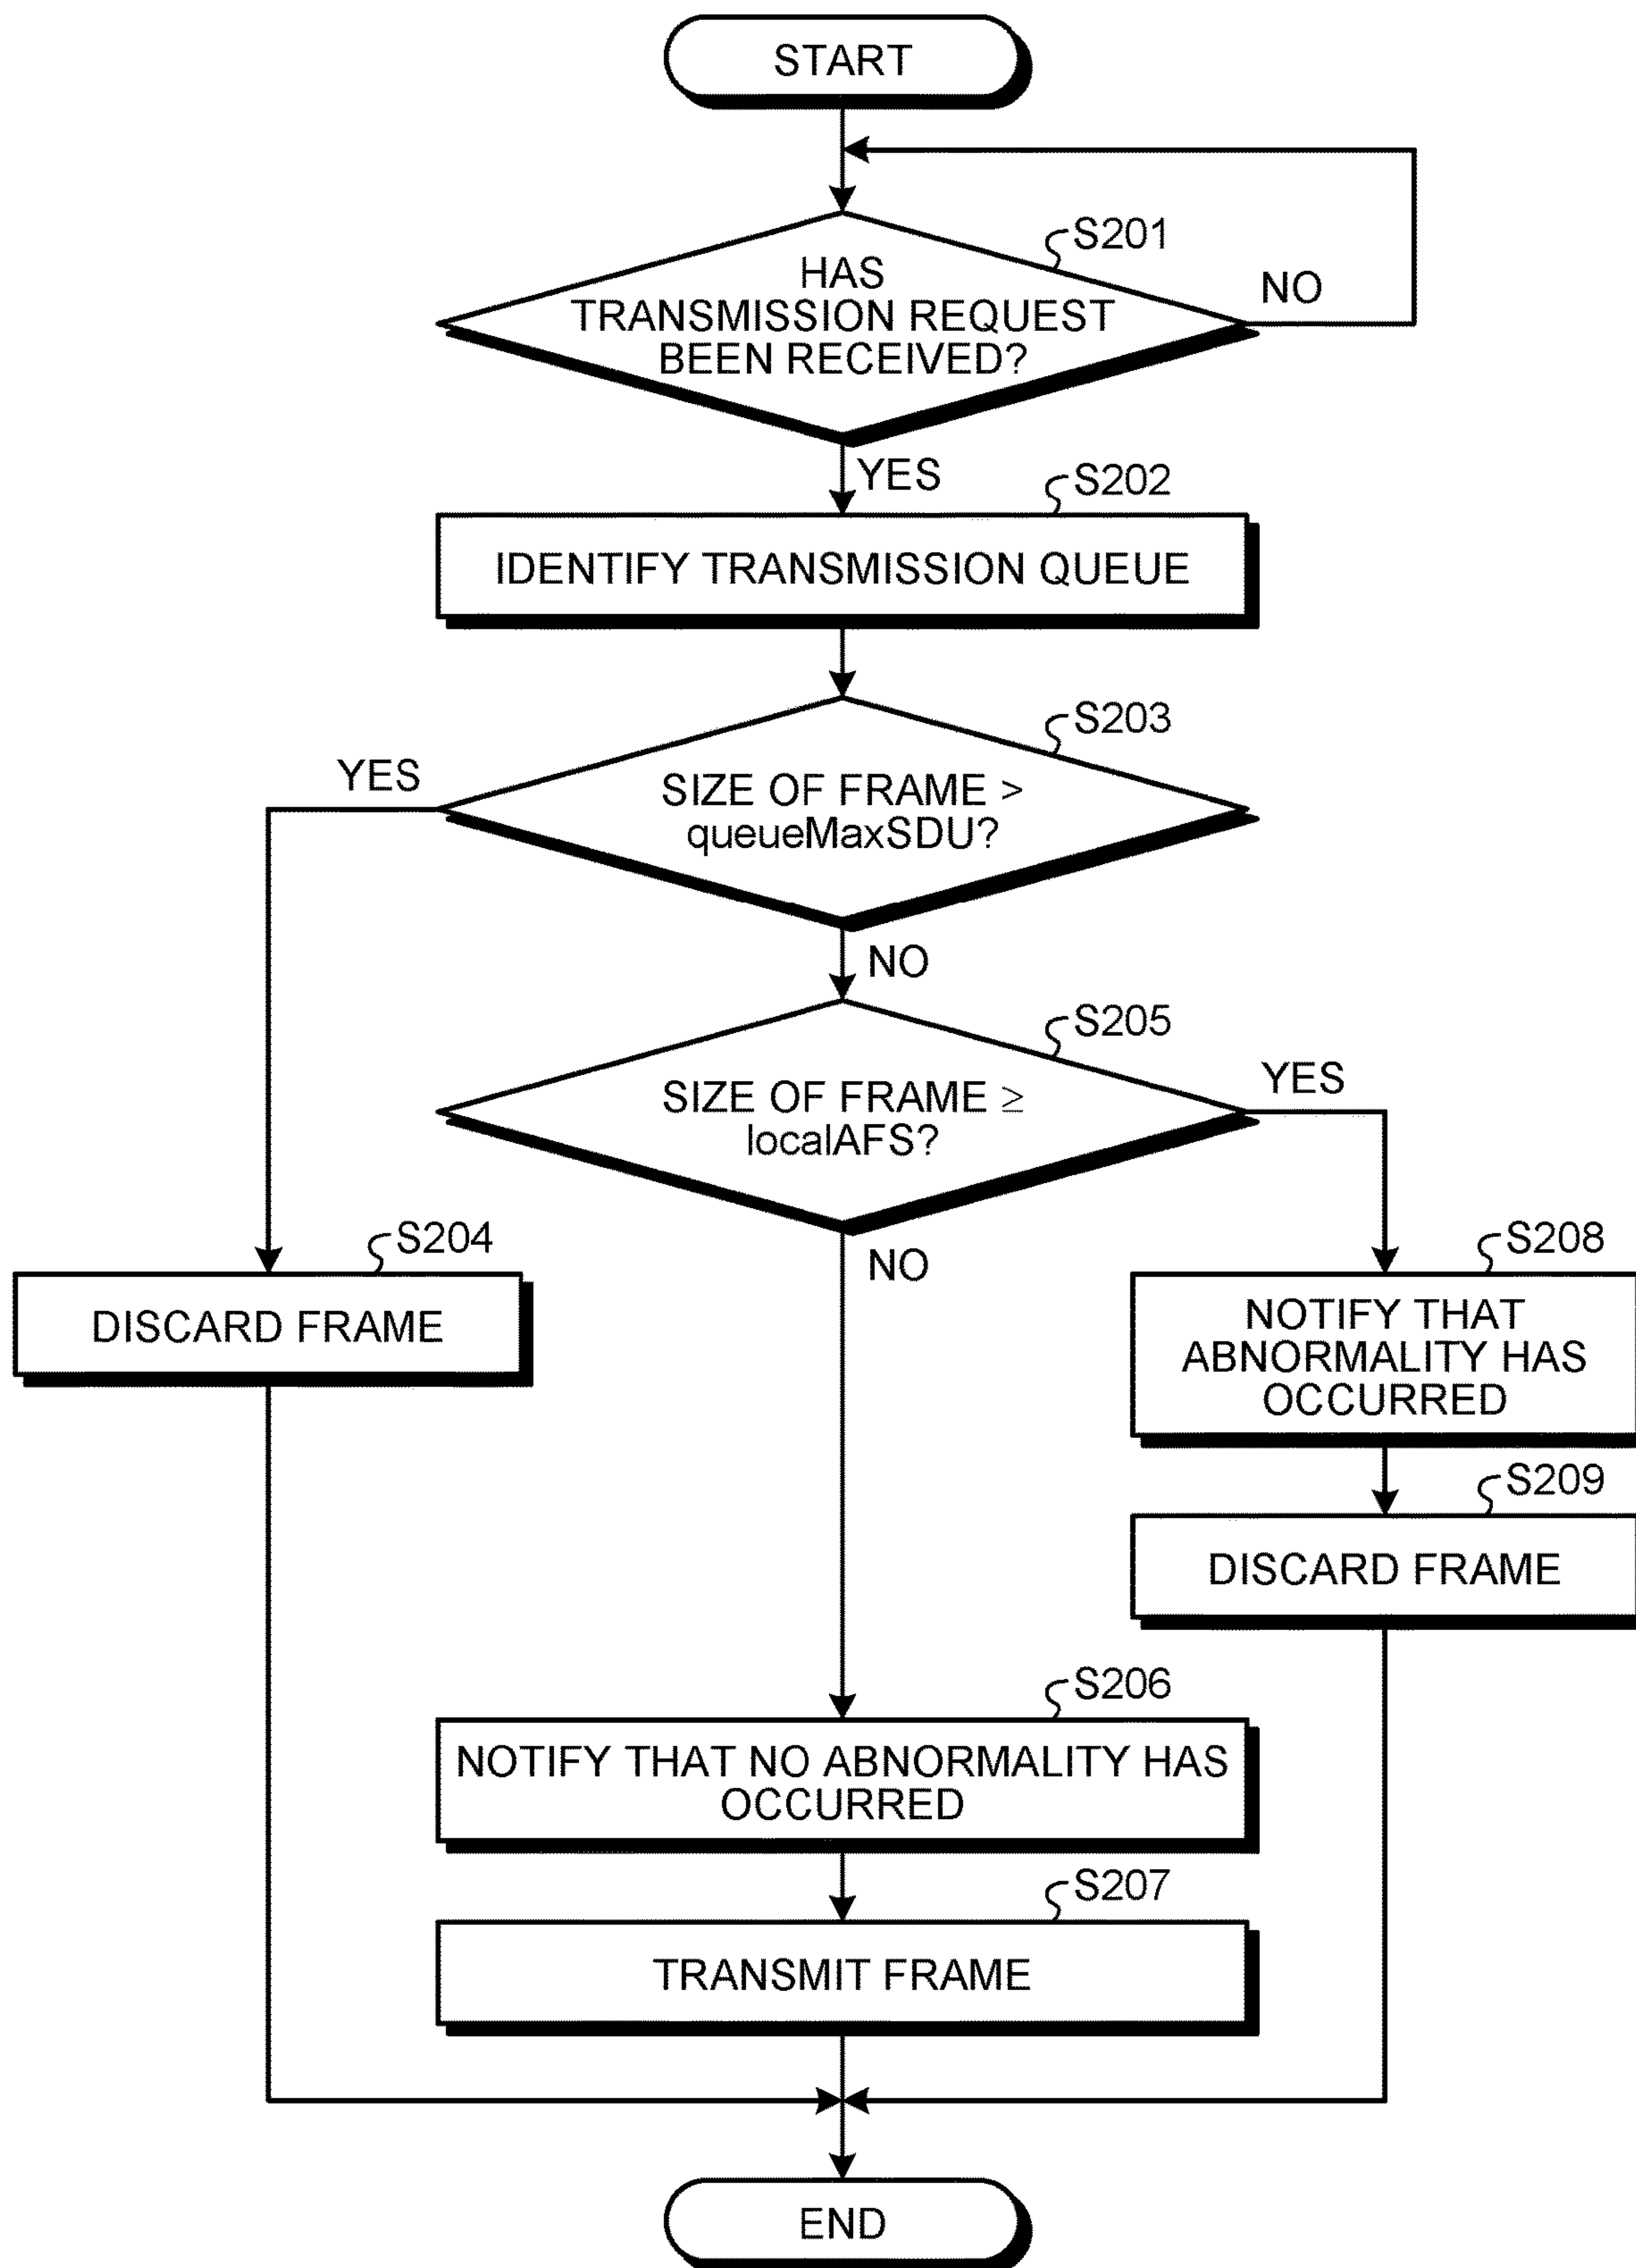 START
S201
HAS
TRANSMISSION REQUEST
BEEN RECEIVED?
NO
YES
S202
IDENTIFY TRANSMISSION QUEUE
S203
YES
SIZE OF FRAME >
queueMaxSDU?
NO
S205
SIZE OF FRAME ≥
localAFS?
YES
NO
S204
DISCARD FRAME
S208
NOTIFY THAT
ABNORMALITY HAS
OCCURRED
S209
DISCARD FRAME
S206
NOTIFY THAT NO ABNORMALITY HAS
OCCURRED
S207
TRANSMIT FRAME
END